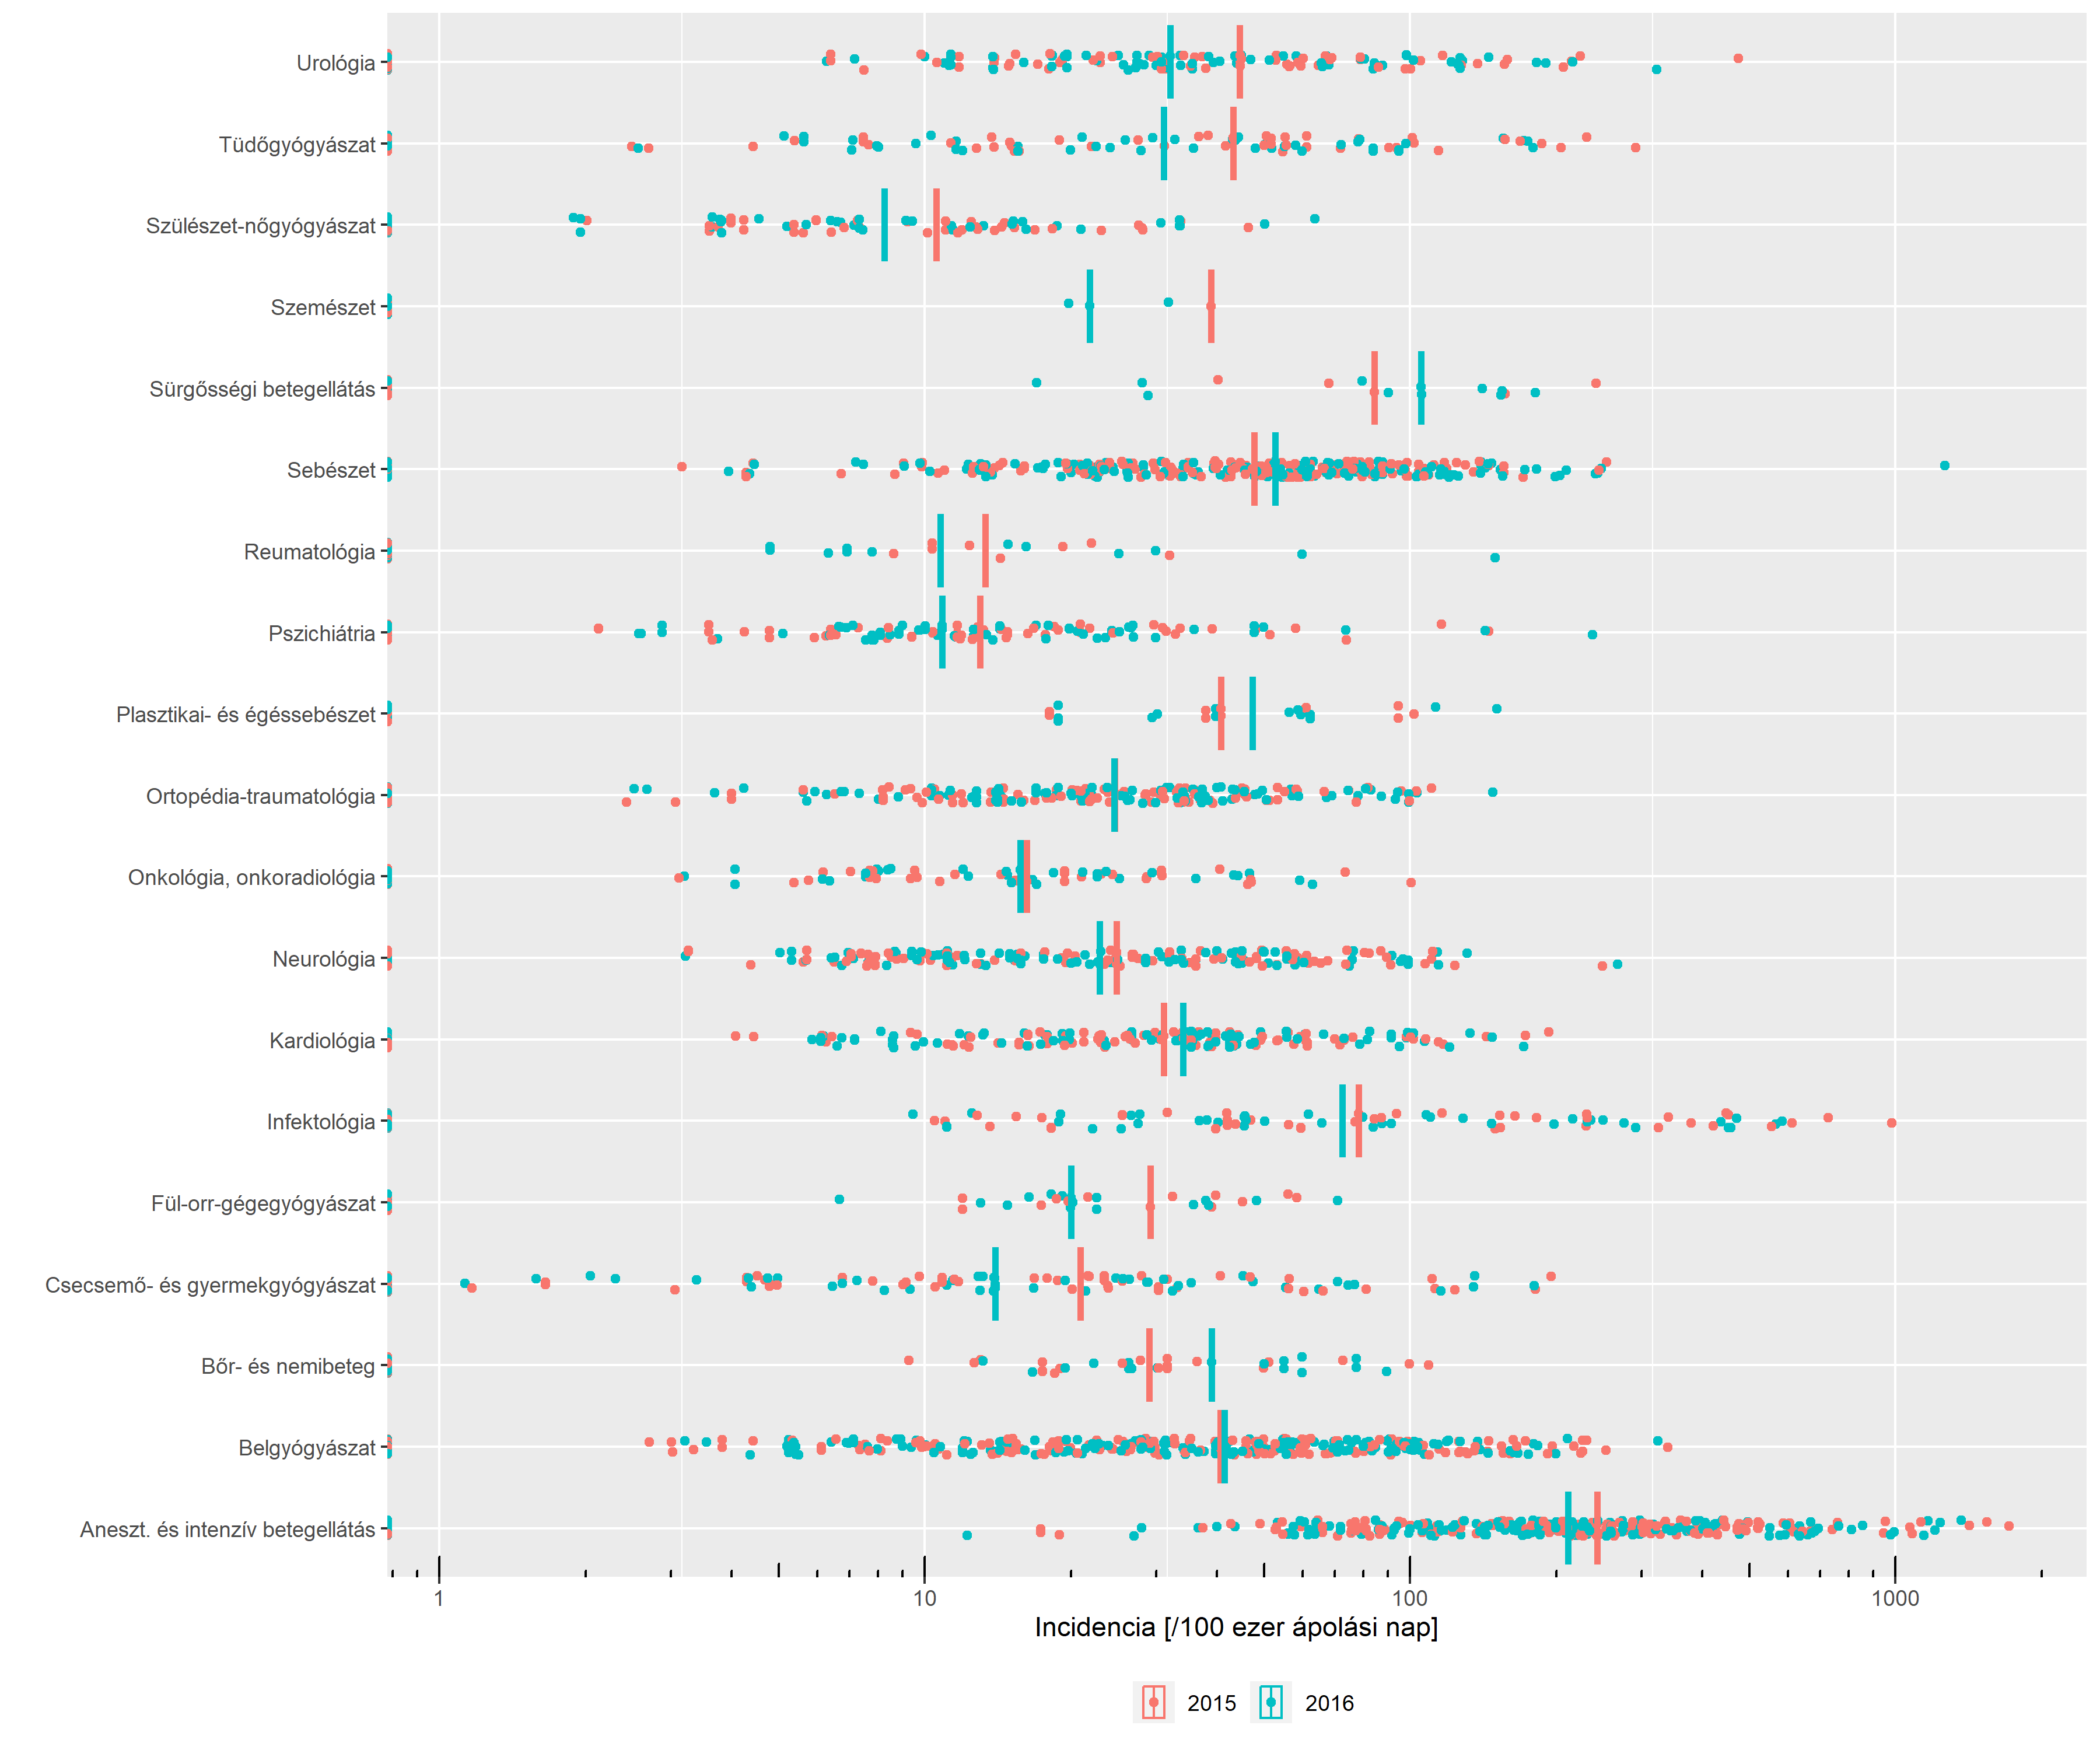 Urológia
Tüdőgyógyászat
Szülészet-nőgyógyászat
Szemészet
Sürgősségi betegellátás
Sebészet
Reumatológia
Pszichiátria
Plasztikai- és égéssebészet
Ortopédia-traumatológia
Onkológia, onkoradiológia
Neurológia
Kardiológia
Infektológia
Fül-orr-gégegyógyászat
Csecsemő- és gyermekgyógyászat
Bőr- és nemibeteg
Belgyógyászat
Aneszt. és intenzív betegellátás
1 10 100 1000
Incidencia [/100 ezer ápolási nap]
2015 2016